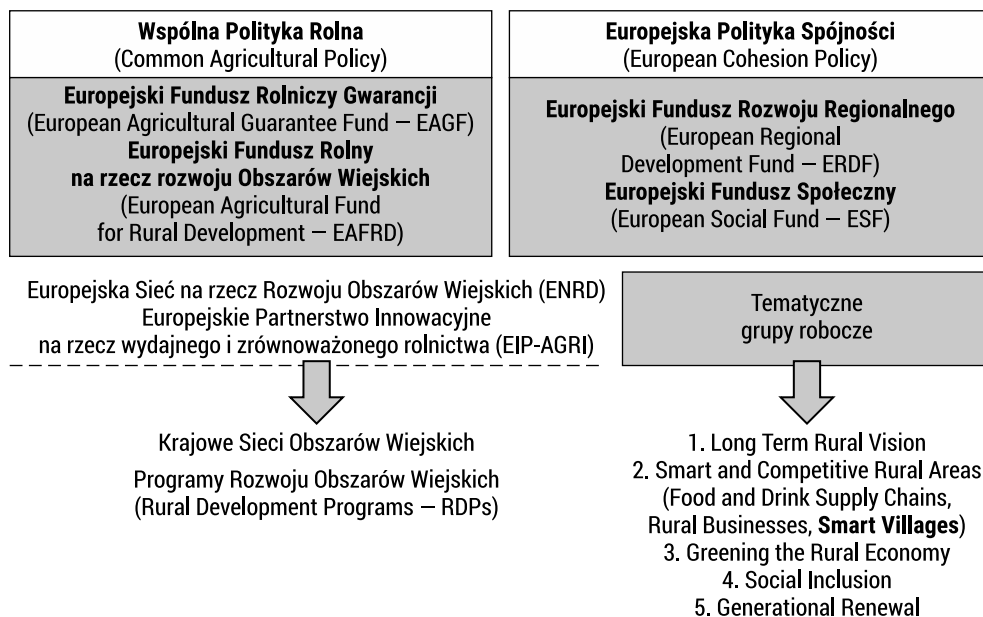 Wspólna Polityka Rolna
(Common Agricultural Policy)
Europejski Fundusz Rolniczy Gwarancji
(European Agricultural Guarantee Fund — EAGF)
Europejski Fundusz Rolny
na rzecz rozwoju Obszarów Wiejskich
(European Agricultural Fund
for Rural Development — EAFRD)
Europejska Polityka Spójności
(European Cohesion Policy)
Europejski Fundusz Rozwoju Regionalnego
(European Regional
Development Fund — ERDF)
Europejski Fundusz Społeczny
(European Social Fund — ESF)
Europejska Sieć na rzecz Rozwoju Obszarów Wiejskich (ENRD)
Europejskie Partnerstwo Innowacyjne
na rzecz wydajnego i zrównoważonego rolnictwa (EIP-AGRI)
Tematyczne
grupy robocze
Krajowe Sieci Obszarów Wiejskich
Programy Rozwoju Obszarów Wiejskich
(Rural Development Programs — RDPs)
1. Long Term Rural Vision
2. Smart and Competitive Rural Areas
(Food and Drink Supply Chains,
Rural Businesses, Smart Villages)
3. Greening the Rural Economy
4. Social Inclusion
5. Generational Renewal